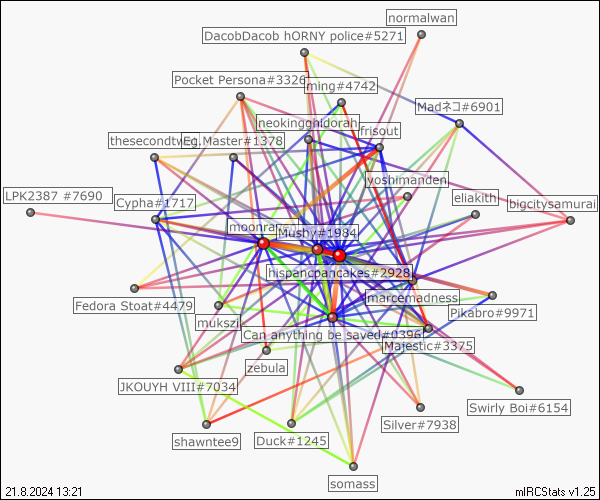 normalwan
DacobDacob hORNY police#5271
Pocket Persona#3326
ming#4742
Madネコ#6901
neokingghidorah
frisout
thesecondtw
Eg.Master#1378
jyoshimanden
eliakith
bigcitysamurai
LPK2387 #7690
Cypha#1717
moonra
Mushy#1984
hispancpancakes#2928
marcemadness
Fedora Stoat#4479
mukszi
Pikabro#9971
Can anything be saved#0396
Majestic#3375
zebula
JKOUYH VIII#7034
Swirly Boi#6154
Silver#7938
shawntee9
Duck#1245
somass
21.8.2024 13:21
mIRCStats v1.25